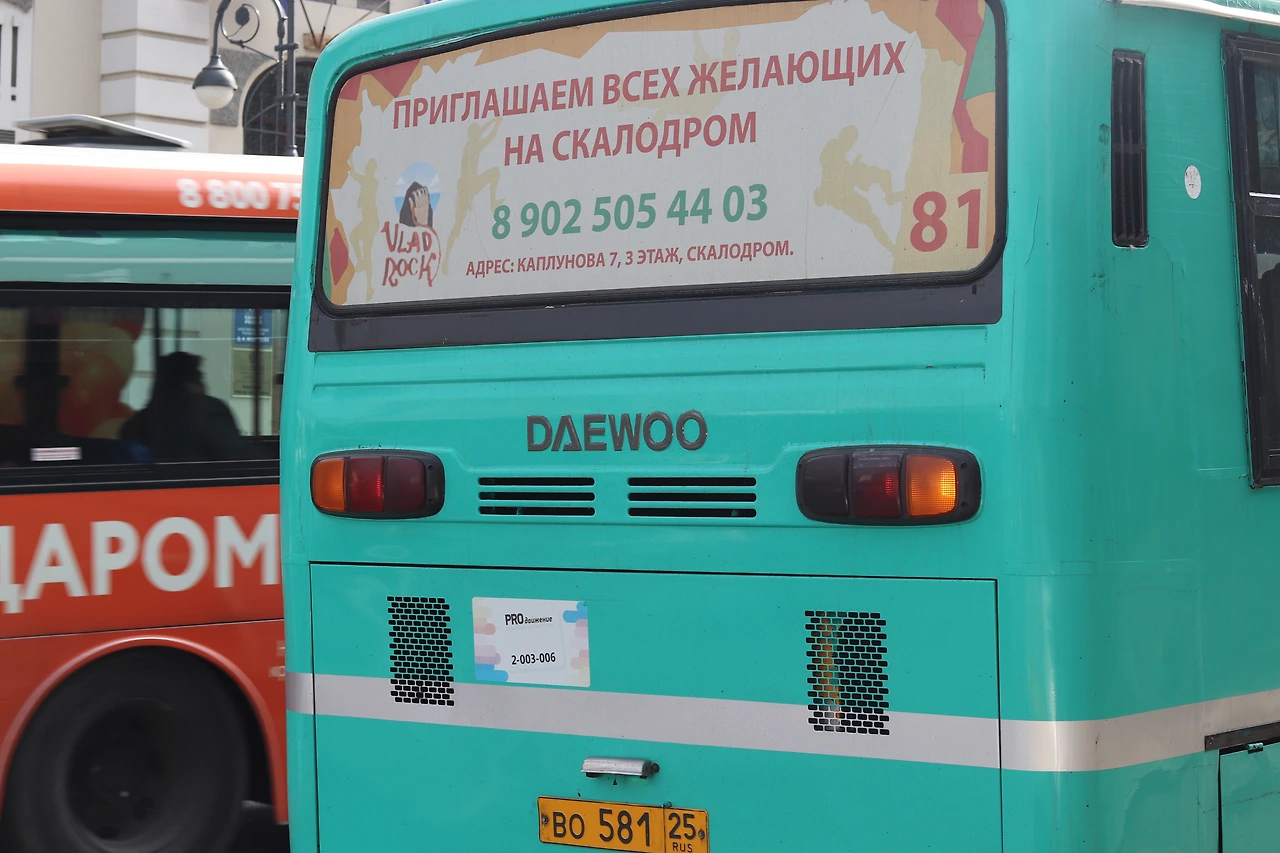 ПРИГЛАШАЕМ ВСЕХ ЖЕЛАЮЩИХ
НА СКАЛОДРОМ
8 902 505 44 03
АДРЕС: КАПЛУНОВА 7, 3 ЭТАЖ, СКАЛОДРОМ.
VLAD
ROCK
81
8 800 7
DAEWOO
ДАРОМ
PROдвижение
2-003-006
ВО 581 25
RUS